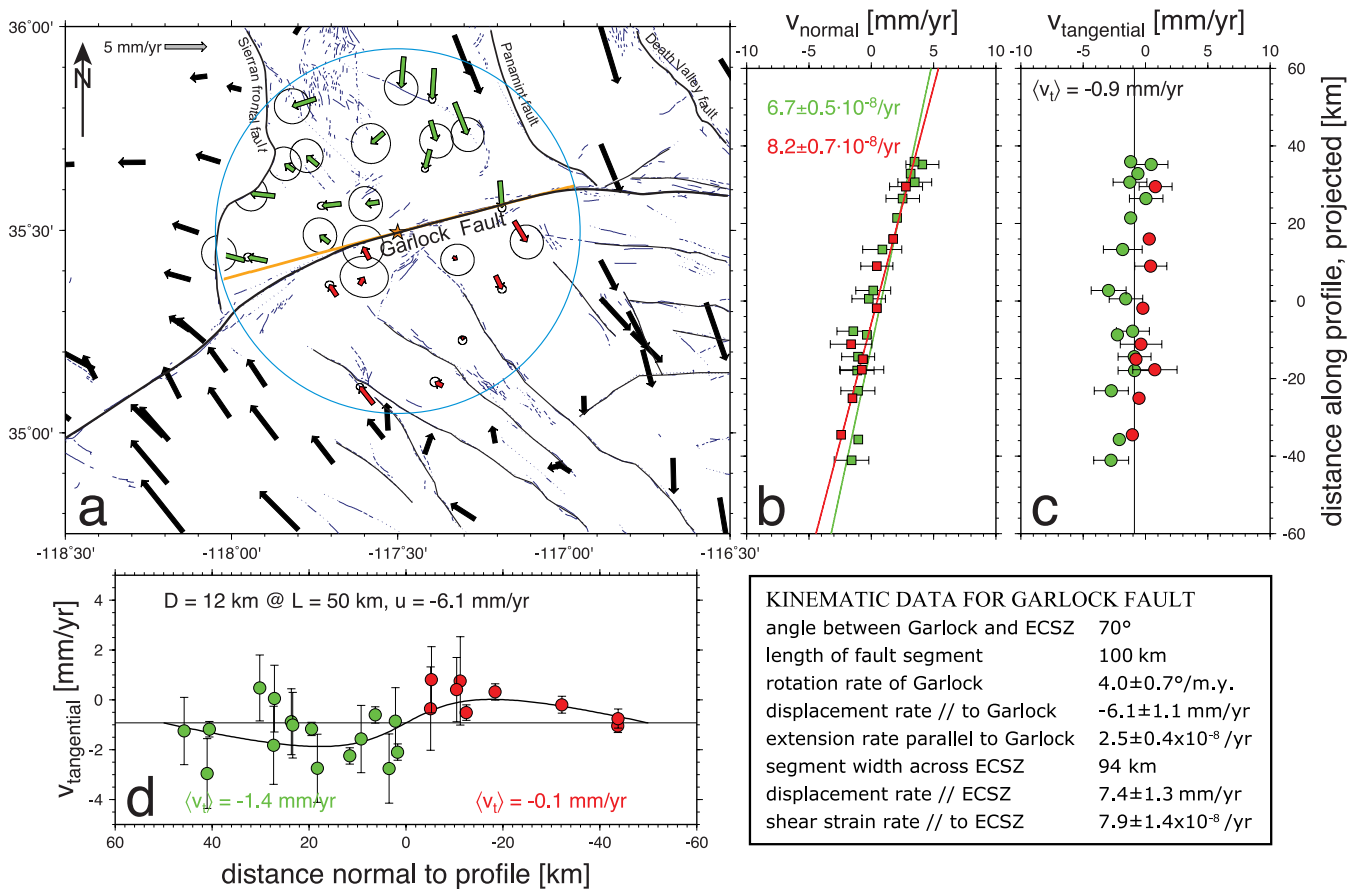 36°00'
35°30'
35°00'
-118°30'
-118°00'
-117°30'
-117°00'
-116°30'
5 mm/yr
N
Sierran frontal fault
Panamint fault
Death Valley fault
Garlock Fault
a
v_normal [mm/yr]
-10 -5 0 5 10
6.7±0.5·10⁻⁸/yr
8.2±0.7·10⁻⁸/yr
b
v_tangential [mm/yr]
-10 -5 0 5 10
⟨v_t⟩ = -0.9 mm/yr
c
60
40
20
0
-20
-40
-60
distance along profile, projected [km]
D = 12 km @ L = 50 km, u = -6.1 mm/yr
v_tangential [mm/yr]
4
2
0
-2
-4
d
⟨v_t⟩ = -1.4 mm/yr
⟨v_t⟩ = -0.1 mm/yr
60 40 20 0 -20 -40 -60
distance normal to profile [km]
KINEMATIC DATA FOR GARLOCK FAULT
angle between Garlock and ECSZ 70°
length of fault segment 100 km
rotation rate of Garlock 4.0±0.7°/m.y.
displacement rate // to Garlock -6.1±1.1 mm/yr
extension rate parallel to Garlock 2.5±0.4x10⁻⁸/yr
segment width across ECSZ 94 km
displacement rate // ECSZ 7.4±1.3 mm/yr
shear strain rate // to ECSZ 7.9±1.4x10⁻⁸/yr